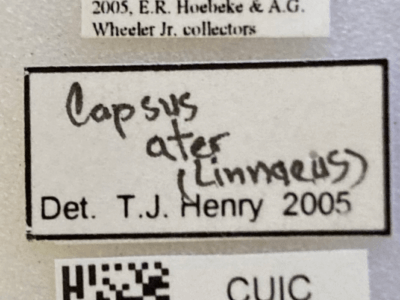 2005, E.R. Hoebeke & A.G.
Wheeler Jr. collectors
Capsus
ater
(Linnaeus)
Det. T.J. Henry 2005
CUIC